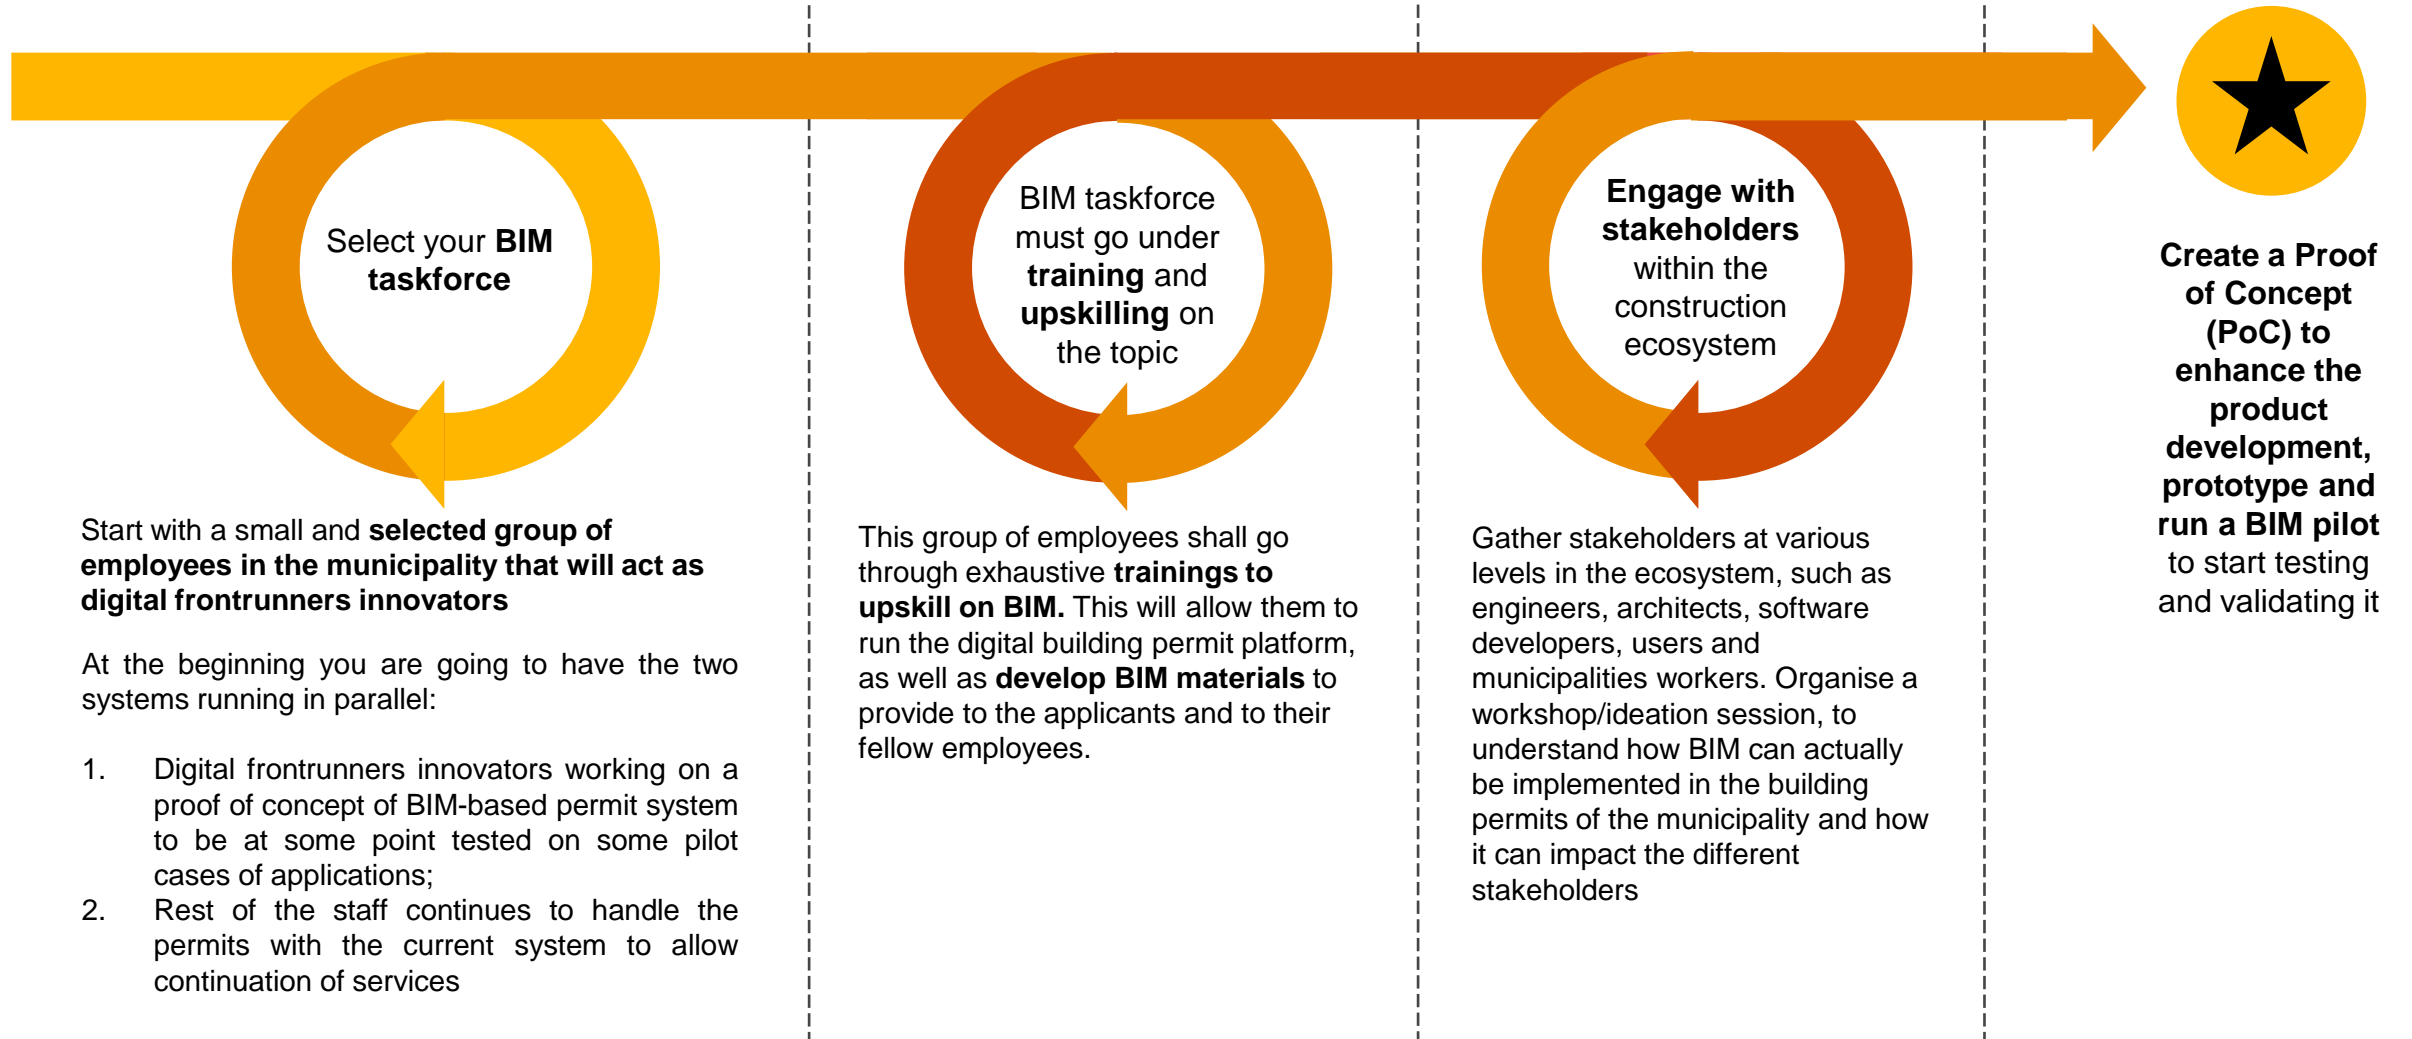 Select your BIM
taskforce
Start with a small and selected group of
employees in the municipality that will act as
digital frontrunners innovators
At the beginning you are going to have the two
systems running in parallel:
1. Digital frontrunners innovators working on a
proof of concept of BIM-based permit system
to be at some point tested on some pilot
cases of applications;
2. Rest of the staff continues to handle the
permits with the current system to allow
continuation of services
BIM taskforce
must go under
training and
upskilling on
the topic
This group of employees shall go
through exhaustive trainings to
upskill on BIM. This will allow them to
run the digital building permit platform,
as well as develop BIM materials to
provide to the applicants and to their
fellow employees.
Engage with
stakeholders
within the
construction
ecosystem
Gather stakeholders at various
levels in the ecosystem, such as
engineers, architects, software
developers, users and
municipalities workers. Organise a
workshop/ideation session, to
understand how BIM can actually
be implemented in the building
permits of the municipality and how
it can impact the different
stakeholders
Create a Proof
of Concept
(PoC) to
enhance the
product
development,
prototype and
run a BIM pilot
to start testing
and validating it